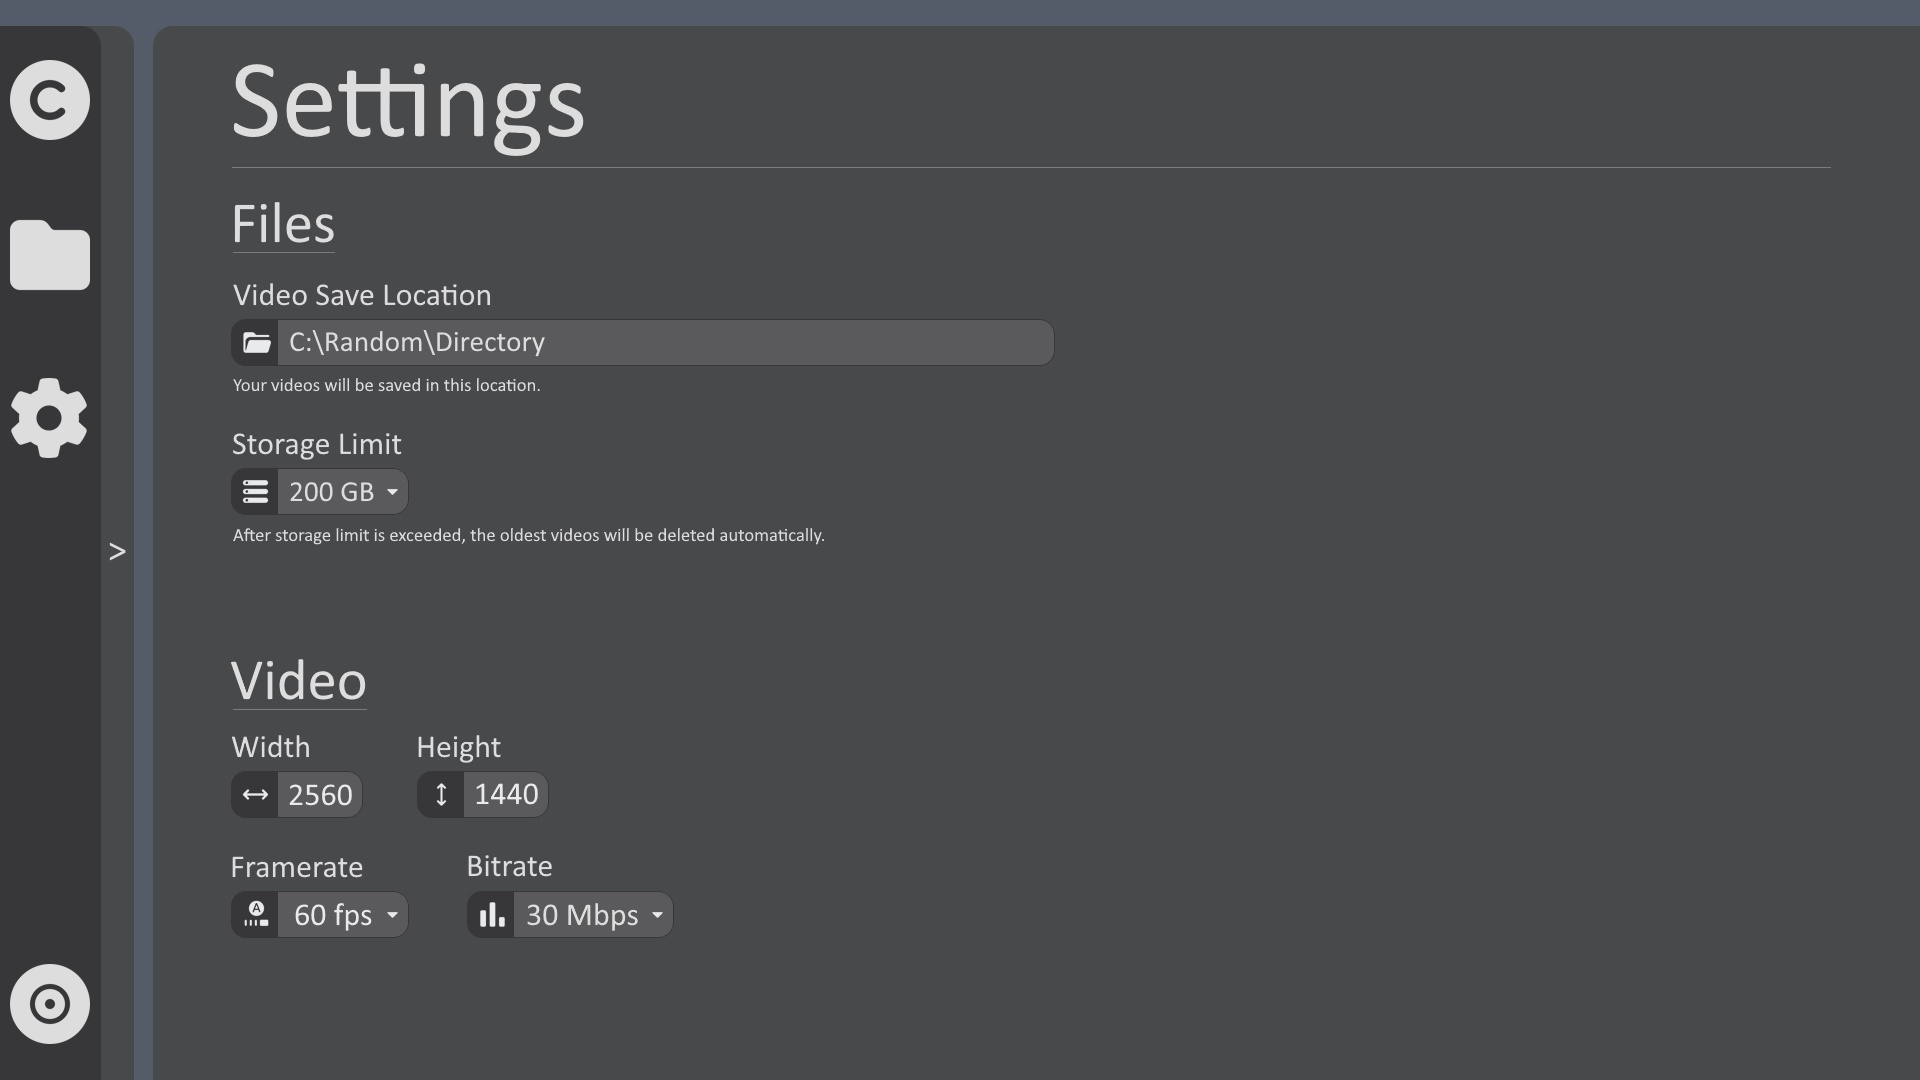 Settings
Files
Video Save Location
C:\Random\Directory
Your videos will be saved in this location.
Storage Limit
200 GB
After storage limit is exceeded, the oldest videos will be deleted automatically.
>
Video
Width Height
2560 1440
Framerate Bitrate
A 60 fps 30 Mbps
C